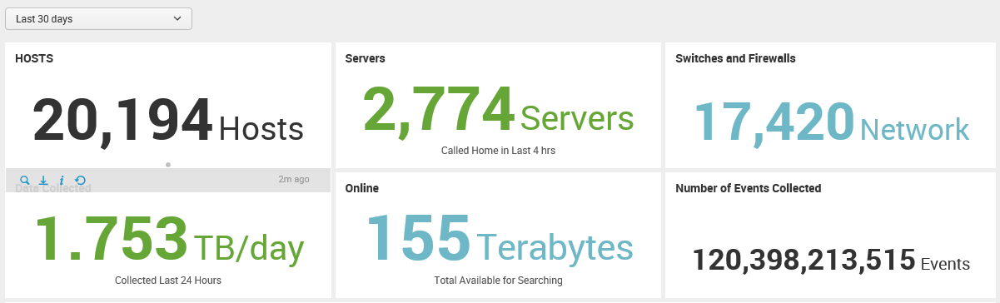 Last 30 days
HOSTS
20,194 Hosts
Servers
2,774 Servers
Called Home in Last 4 hrs
Switches and Firewalls
17,420 Network
2m ago
Data Collected
1.753 TB/day
Collected Last 24 Hours
Online
155 Terabytes
Total Available for Searching
Number of Events Collected
120,398,213,515 Events